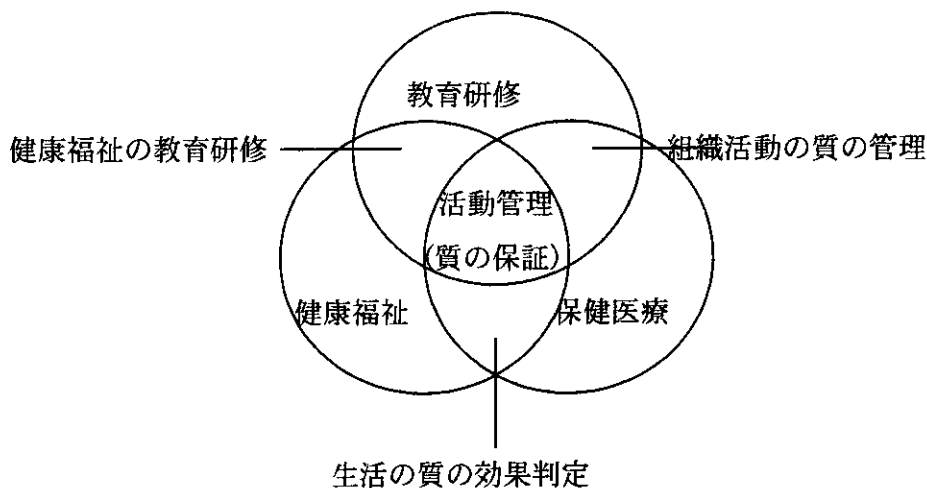 教育研修
健康福祉の教育研修
組織活動の質の管理
活動管理
(質の保証)
健康福祉
保健医療
生活の質の効果判定